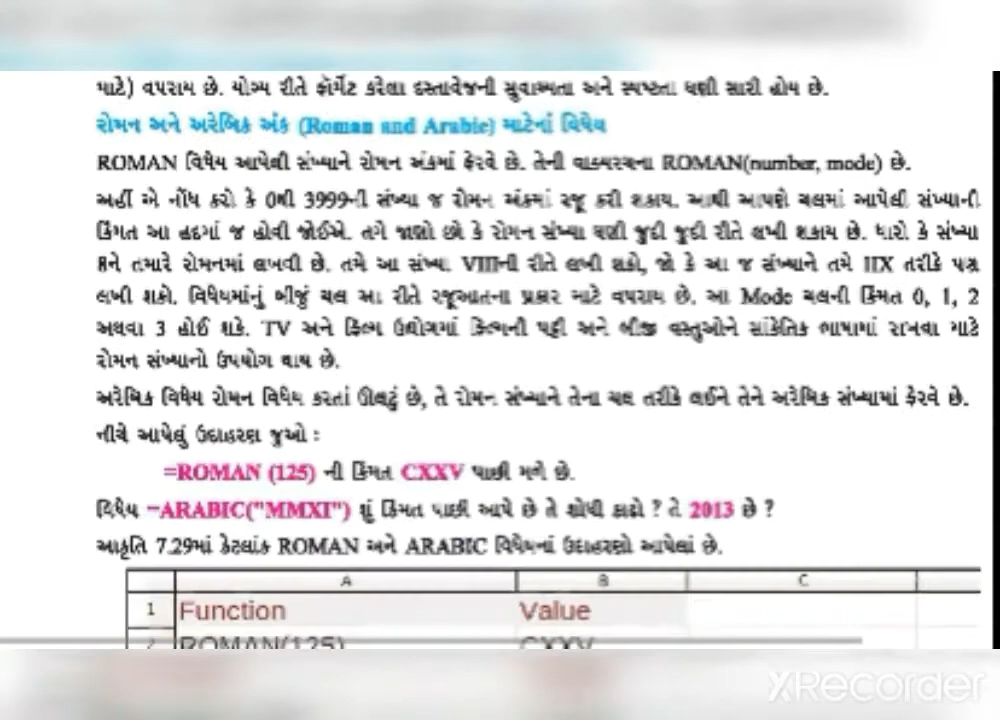 માટે) વપરાય છે. યોગ્ય રીતે ફૉર્મેટ કરેલા દસ્તાવેજની સુવાચ્યતા અને સ્પષ્ટતા ઘણી સારી હોય છે.
રોમન અને અરેબિક અંક (Roman and Arabic) માટેનાં વિધેય
ROMAN વિધેય આપેલી સંખ્યાને રોમન અંકમાં ફેરવે છે. તેની વાક્યરચના ROMAN(number, mode) છે.
અહીં એ નોંધ કરો કે 0થી 3999ની સંખ્યા જ રોમન અંકમાં રજૂ કરી શકાય. આથી આપણે ચલમાં આપેલી સંખ્યાની
કિંમત આ હદમાં જ હોવી જોઈએ. તમે જાણો છો કે રોમન સંખ્યા ઘણી જુદી જુદી રીતે લખી શકાય છે. ધારો કે સંખ્યા
8ને તમારે રોમનમાં લખવી છે. તમે આ સંખ્યા VIIIની રીતે લખી શકો, જો કે આ જ સંખ્યાને તમે IIX તરીકે પણ
લખી શકો. વિધેયમાંનું બીજું ચલ આ રીતે રજૂઆતના પ્રકાર માટે વપરાય છે. આ Mode ચલની કિંમત 0, 1, 2
અથવા 3 હોઈ શકે. TV અને ફિલ્મ ઉદ્યોગમાં ફિલ્મની પટ્ટી અને બીજી વસ્તુઓને સાંકેતિક ભાષામાં રાખવા માટે
રોમન સંખ્યાનો ઉપયોગ થાય છે.
અરેબિક વિધેય રોમન વિધેય કરતાં ઊલટું છે, તે રોમન સંખ્યાને તેના ચલ તરીકે લઈને તેને અરેબિક સંખ્યામાં ફેરવે છે.
નીચે આપેલું ઉદાહરણ જુઓ :
=ROMAN (125) ની કિંમત CXXV પાછી મળે છે.
વિધેય =ARABIC("MMXI") શું કિંમત પાછી આપે છે તે શોધી કાઢો ? તે 2013 છે ?
આકૃતિ 7.29માં કેટલાંક ROMAN અને ARABIC વિધેયનાં ઉદાહરણો આપેલાં છે.
A B C
1 Function Value
2 ROMAN(125) CXXV
XRecorder